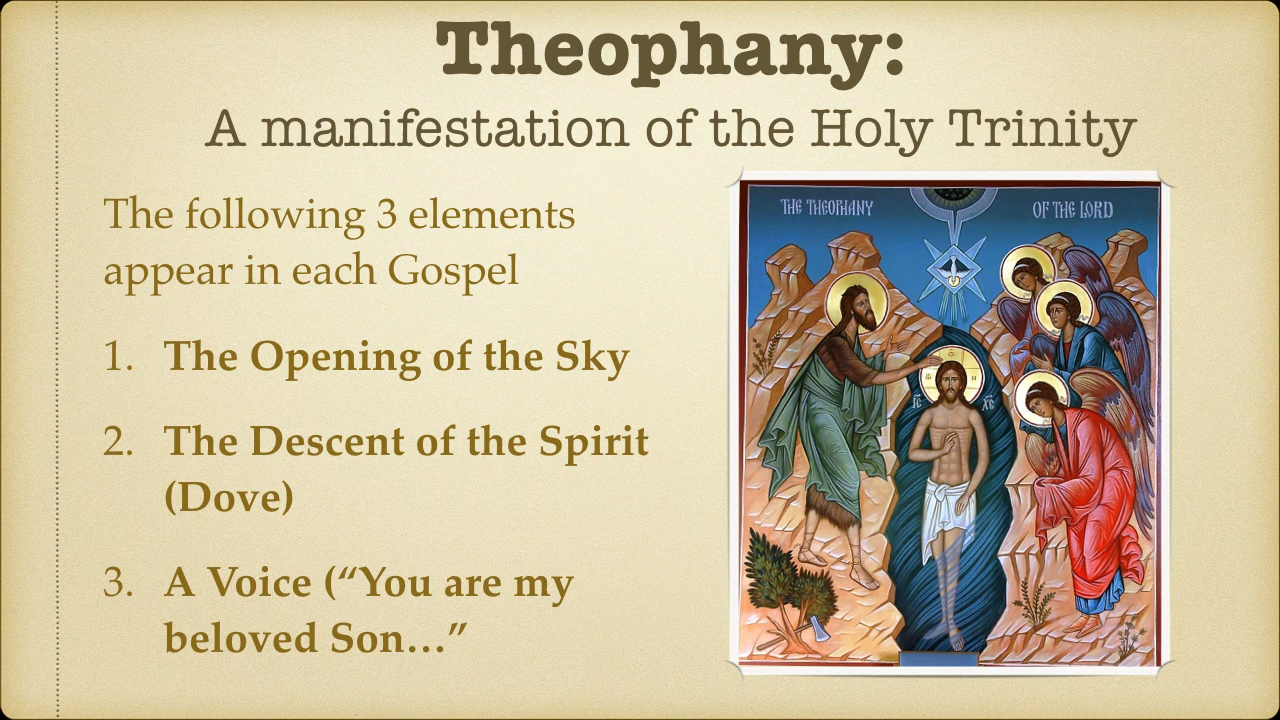 Theophany:
A manifestation of the Holy Trinity
The following 3 elements
appear in each Gospel
1. The Opening of the Sky
2. The Descent of the Spirit
(Dove)
3. A Voice (“You are my
beloved Son…”
THE THEOPHANY OF THE LORD
IC XC